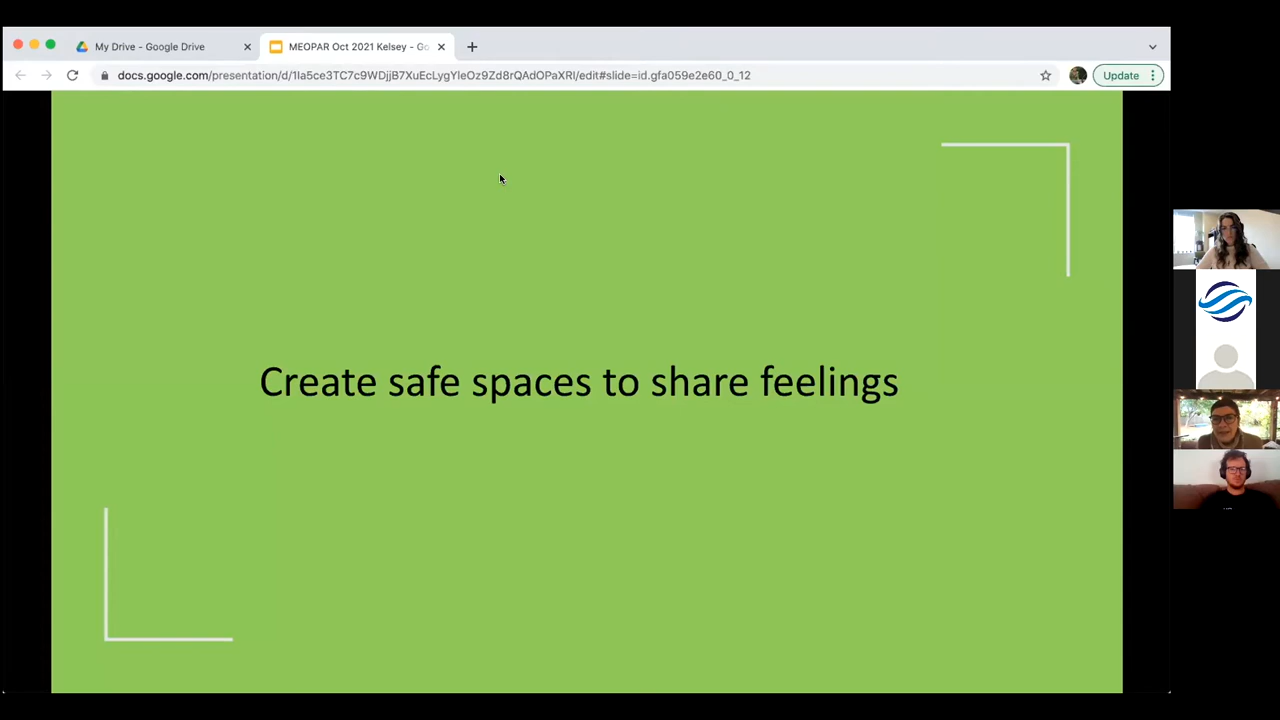 My Drive - Google Drive
MEOPAR Oct 2021 Kelsey - Go
docs.google.com/presentation/d/1Ia5ce3TC7c9WDjjB7XuEcLygYleOz9Zd8rQAdOPaXRI/edit#slide=id.gfa059e2e60_0_12
Update
Create safe spaces to share feelings